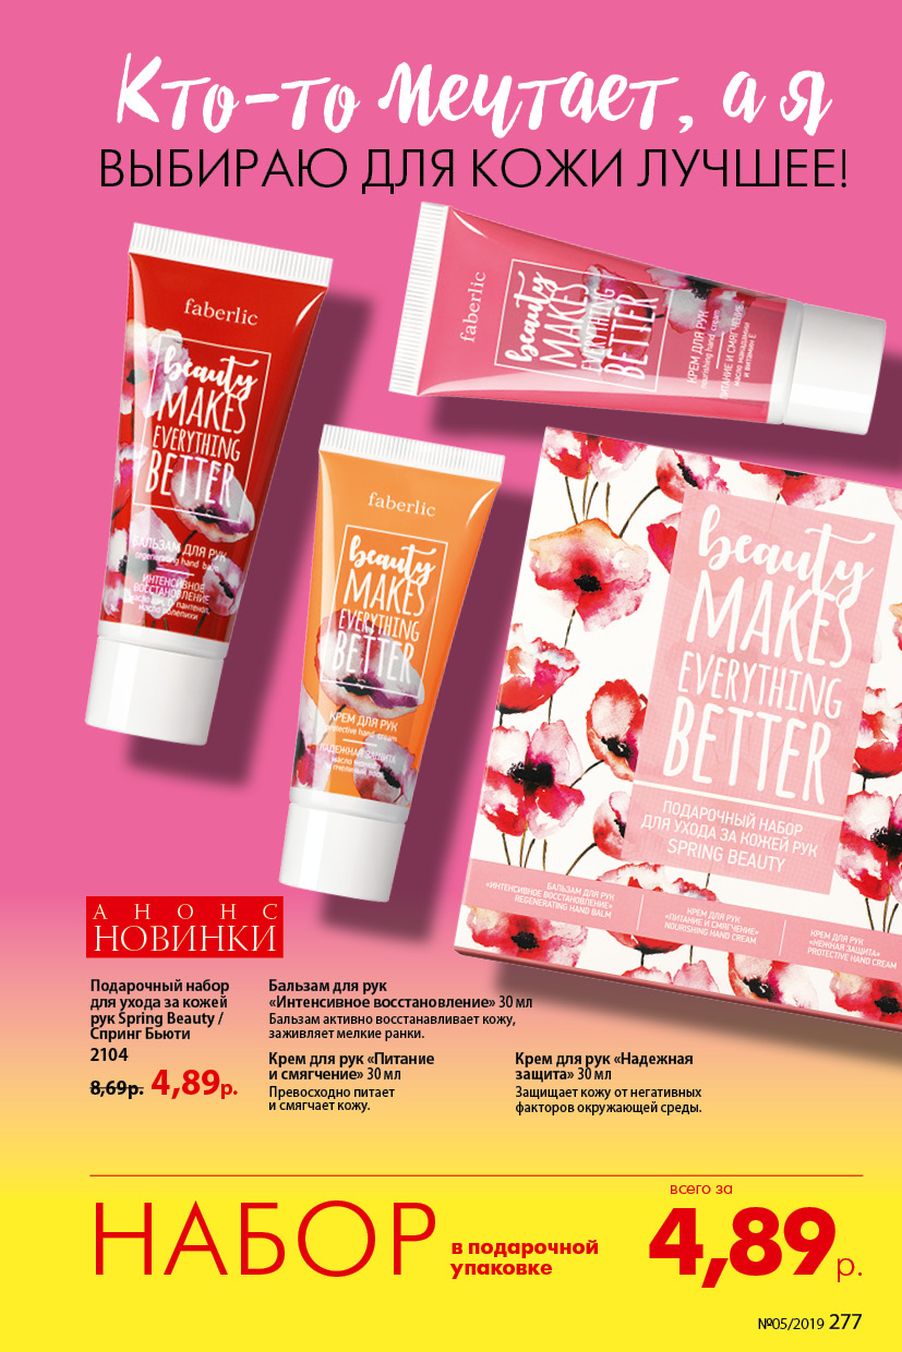 Кто-то мечтает, а я
ВЫБИРАЮ ДЛЯ КОЖИ ЛУЧШЕЕ!
faberlic
beauty
MAKES
EVERYTHING
BETTER
БАЛЬЗАМ ДЛЯ РУК
regenerating hand balm
ИНТЕНСИВНОЕ
ВОССТАНОВЛЕНИЕ
пантенол,
faberlic
beauty
MAKES
EVERYTHING
BETTER
КРЕМ ДЛЯ РУК
nourishing hand cream
ПИТАНИЕ И СМЯГЧЕНИЕ
масло макадамии
и витамин Е
faberlic
beauty
MAKES
EVERYTHING
BETTER
КРЕМ ДЛЯ РУК
protective hand cream
НАДЕЖНАЯ ЗАЩИТА
beauty
MAKES
EVERYTHING
BETTER
ПОДАРОЧНЫЙ НАБОР
ДЛЯ УХОДА ЗА КОЖЕЙ РУК
SPRING BEAUTY
БАЛЬЗАМ ДЛЯ РУК
«ИНТЕНСИВНОЕ ВОССТАНОВЛЕНИЕ»
REGENERATING HAND BALM
КРЕМ ДЛЯ РУК
«ПИТАНИЕ И СМЯГЧЕНИЕ»
NOURISHING HAND CREAM
КРЕМ ДЛЯ РУК
«НЕЖНАЯ ЗАЩИТА»
PROTECTIVE HAND CREAM
АНОНС
НОВИНКИ
Подарочный набор
для ухода за кожей
рук Spring Beauty /
Спринг Бьюти
2104
8,69р. 4,89р.
Бальзам для рук
«Интенсивное восстановление» 30 мл
Бальзам активно восстанавливает кожу,
заживляет мелкие ранки.
Крем для рук «Питание
и смягчение» 30 мл
Превосходно питает
и смягчает кожу.
Крем для рук «Надежная
защита» 30 мл
Защищает кожу от негативных
факторов окружающей среды.
НАБОР
в подарочной
упаковке
всего за
4,89 р.
№05/2019 277